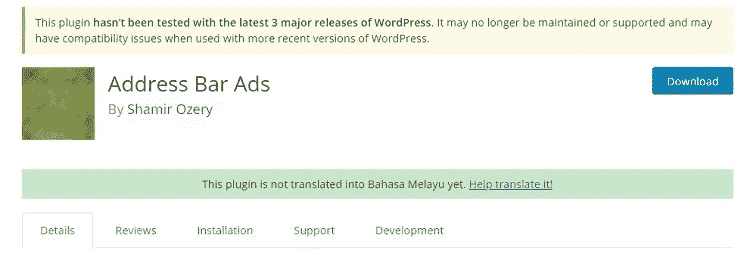 This plugin hasn't been tested with the latest 3 major releases of WordPress. It may no longer be maintained or supported and may
have compatibility issues when used with more recent versions of WordPress.
Address Bar Ads
Download
By Shamir Ozery
This plugin is not translated into Bahasa Melayu yet. Help translate it!
Details Reviews Installation Support Development